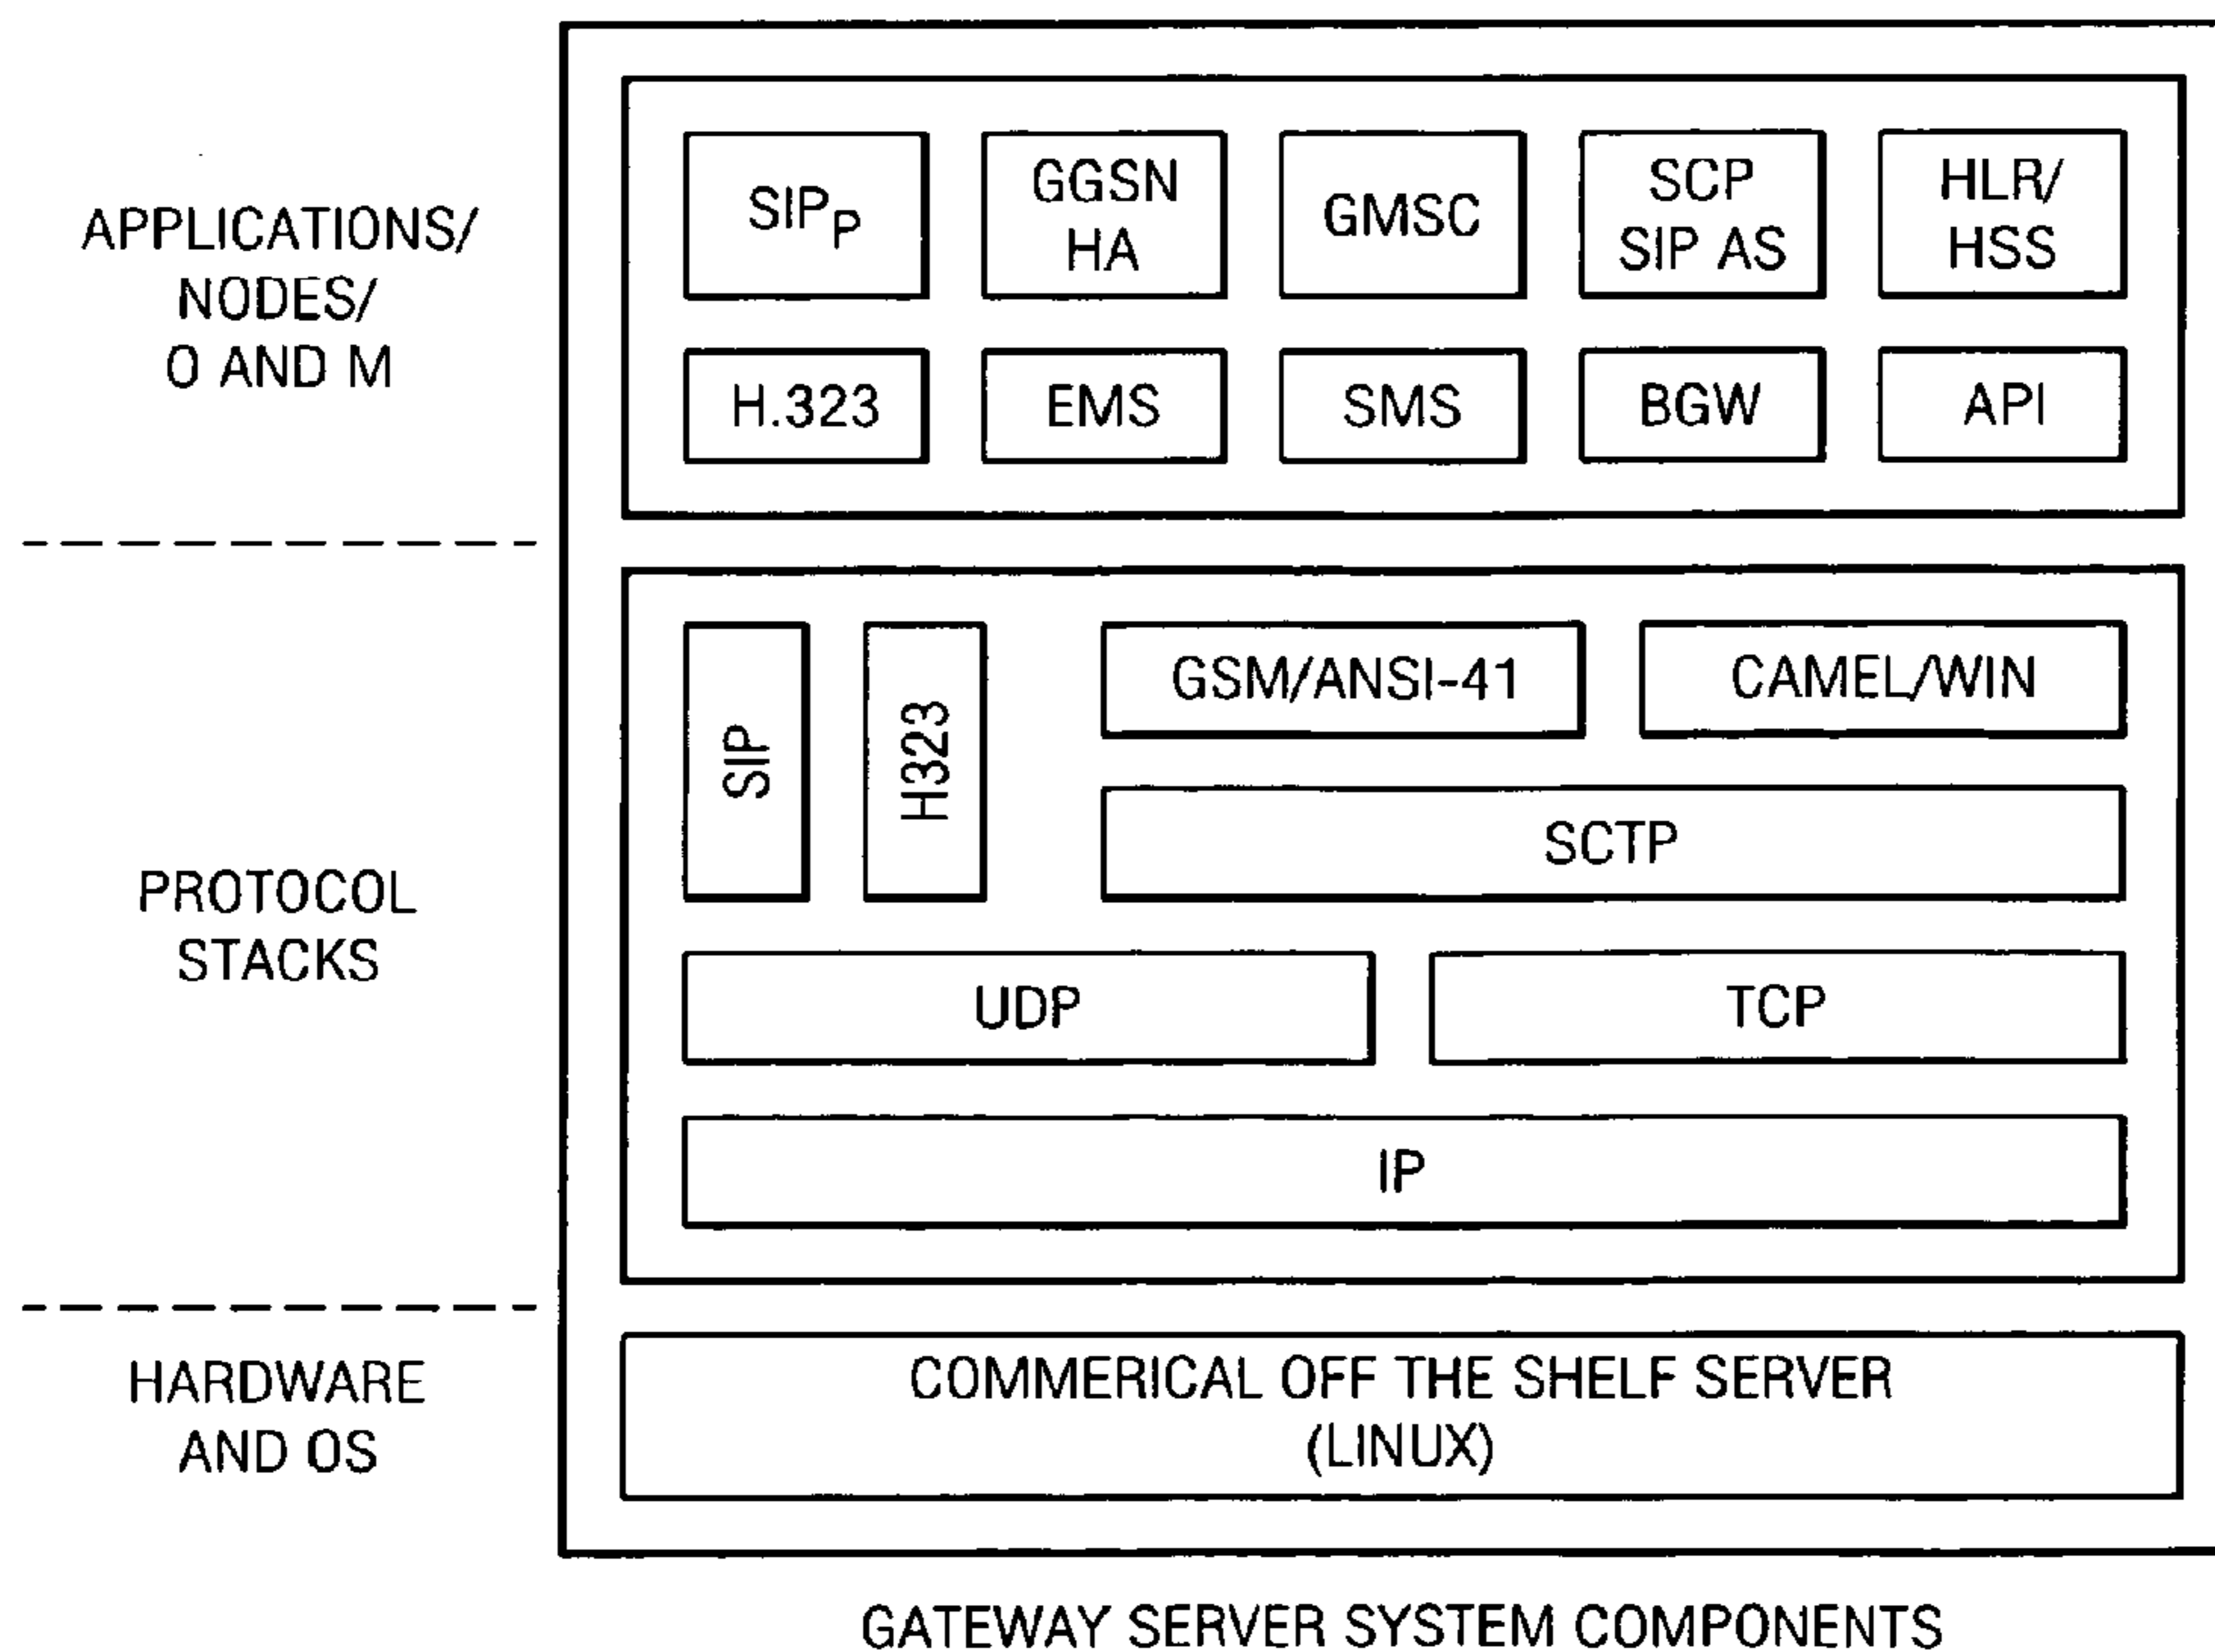 APPLICATIONS/
NODES/
O AND M
SIPP
GGSN
HA
GMSC
SCP
SIP AS
HLR/
HSS
H.323
EMS
SMS
BGW
API
PROTOCOL
STACKS
SIP
H323
GSM/ANSI-41
CAMEL/WIN
SCTP
UDP
TCP
IP
HARDWARE
AND OS
COMMERICAL OFF THE SHELF SERVER
(LINUX)
GATEWAY SERVER SYSTEM COMPONENTS